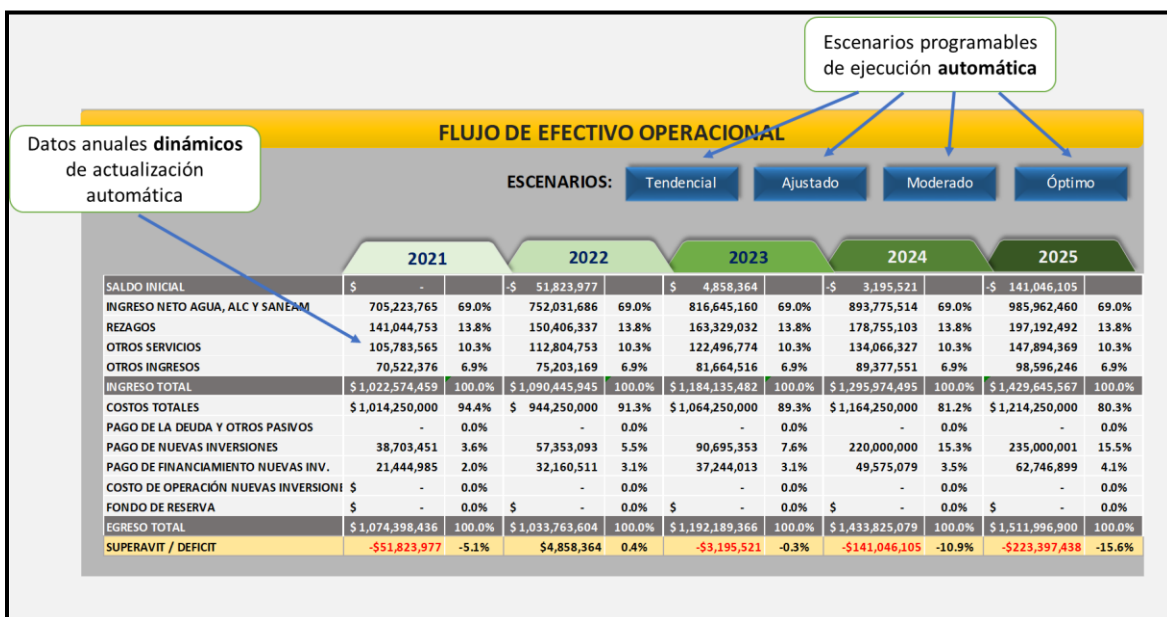 Escenarios programables
de ejecución automática
Datos anuales dinámicos
de actualización
automática
FLUJO DE EFECTIVO OPERACIONAL
ESCENARIOS: Tendencial Ajustado Moderado Óptimo
2021 2022 2023 2024 2025
SALDO INICIAL $ - -$ 51,823,977 $ 4,858,364 -$ 3,195,521 -$ 141,046,105
INGRESO NETO AGUA, ALC Y SANEAM 705,223,765 69.0% 752,031,686 69.0% 816,645,160 69.0% 893,775,514 69.0% 985,962,460 69.0%
REZAGOS 141,044,753 13.8% 150,406,337 13.8% 163,329,032 13.8% 178,755,103 13.8% 197,192,492 13.8%
OTROS SERVICIOS 105,783,565 10.3% 112,804,753 10.3% 122,496,774 10.3% 134,066,327 10.3% 147,894,369 10.3%
OTROS INGRESOS 70,522,376 6.9% 75,203,169 6.9% 81,664,516 6.9% 89,377,551 6.9% 98,596,246 6.9%
INGRESO TOTAL $ 1,022,574,459 100.0% $ 1,090,445,945 100.0% $ 1,184,135,482 100.0% $ 1,295,974,495 100.0% $ 1,429,645,567 100.0%
COSTOS TOTALES $ 1,014,250,000 94.4% $ 944,250,000 91.3% $ 1,064,250,000 89.3% $ 1,164,250,000 81.2% $ 1,214,250,000 80.3%
PAGO DE LA DEUDA Y OTROS PASIVOS - 0.0% - 0.0% - 0.0% - 0.0% - 0.0%
PAGO DE NUEVAS INVERSIONES 38,703,451 3.6% 57,353,093 5.5% 90,695,353 7.6% 220,000,000 15.3% 235,000,001 15.5%
PAGO DE FINANCIAMIENTO NUEVAS INV. 21,444,985 2.0% 32,160,511 3.1% 37,244,013 3.1% 49,575,079 3.5% 62,746,899 4.1%
COSTO DE OPERACIÓN NUEVAS INVERSIONE $ - 0.0% - 0.0% - 0.0% - 0.0% - 0.0%
FONDO DE RESERVA $ - 0.0% $ - 0.0% $ - 0.0% $ - 0.0% $ - 0.0%
EGRESO TOTAL $ 1,074,398,436 100.0% $ 1,033,763,604 100.0% $ 1,192,189,366 100.0% $ 1,433,825,079 100.0% $ 1,511,996,900 100.0%
SUPERAVIT / DEFICIT -$51,823,977 -5.1% $4,858,364 0.4% -$3,195,521 -0.3% -$141,046,105 -10.9% -$223,397,438 -15.6%